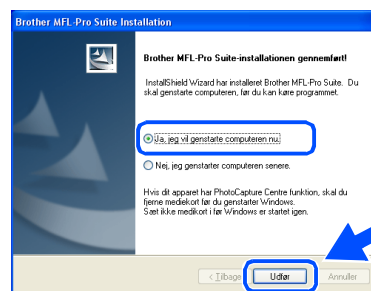 Brother MFL-Pro Suite Installation
Brother MFL-Pro Suite-installationen gennemført!
InstallShield Wizard har installeret Brother MFL-Pro Suite. Du
skal genstarte computeren, før du kan køre programmet.
Ja, jeg vil genstarte computeren nu.
Nej, jeg genstarter computeren senere.
Hvis dit apparat har PhotoCapture Centre funktion, skal du
fjerne mediekort før du genstarter Windows.
Sæt ikke medikort i før Windows er startet igen.
< Tilbage
Udfør
Annuller